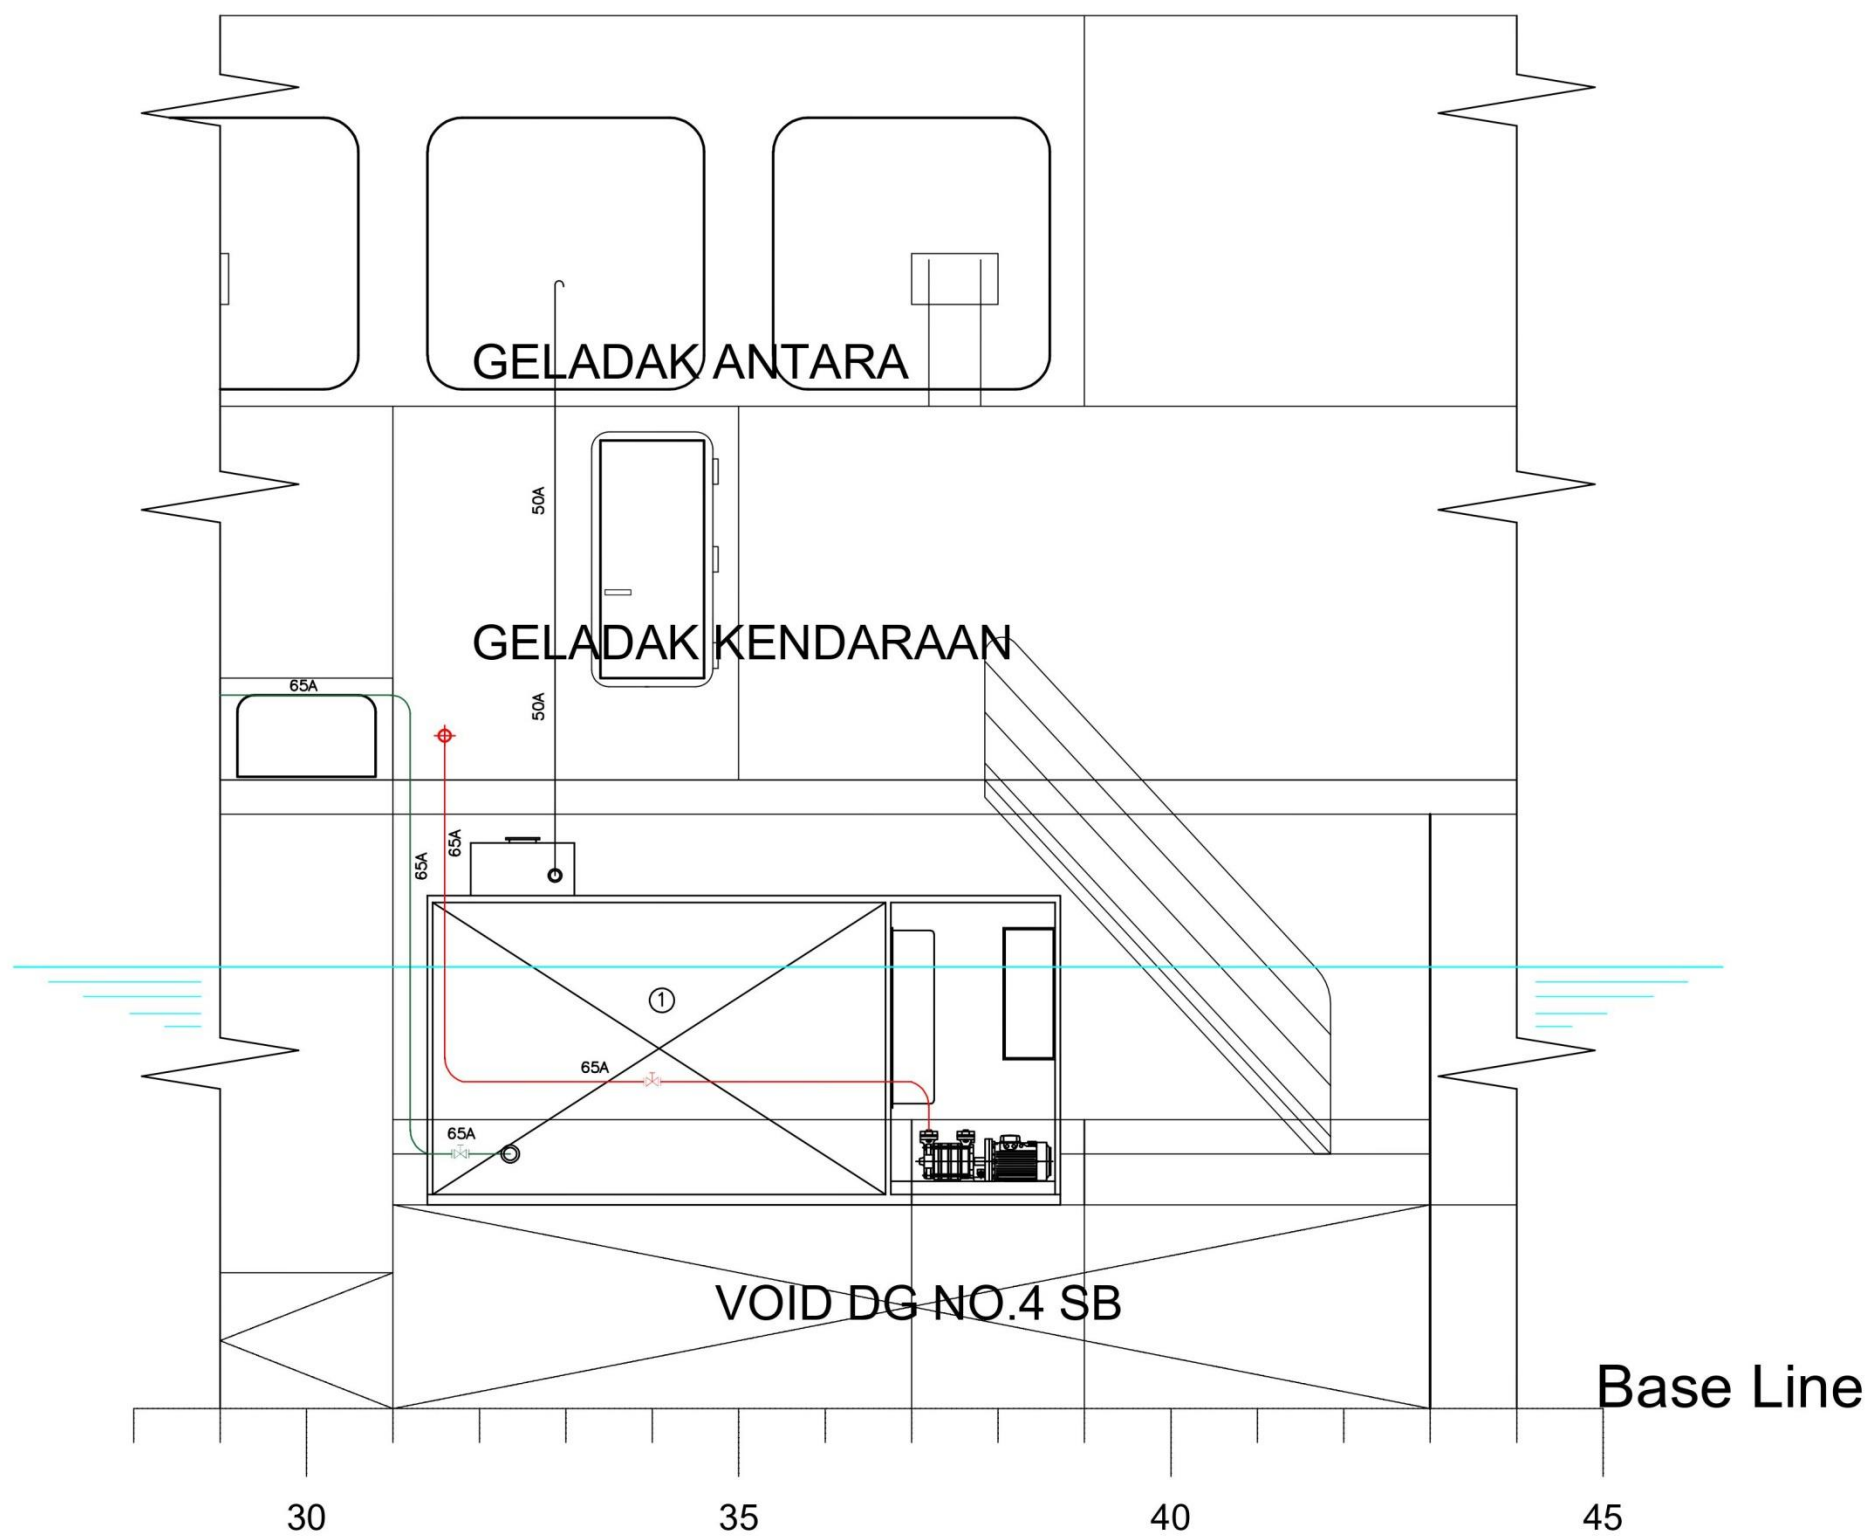 GELADAK ANTARA
50A
GELADAK KENDARAAN
65A
50A
65A
65A
1
65A
65A
VOID DG NO.4 SB
Base Line
30
35
40
45